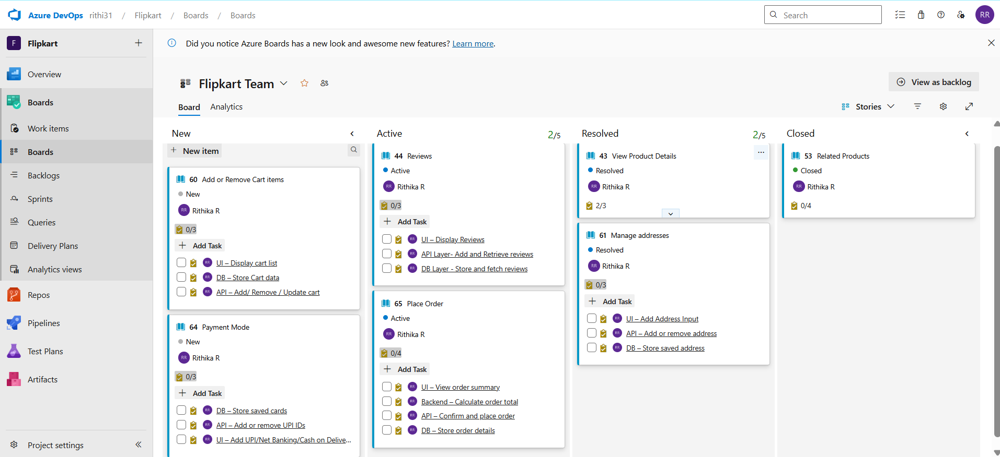 Azure DevOps rithi31 / Flipkart / Boards / Boards
Search
RR
F Flipkart
Overview
Boards
Work items
Boards
Backlogs
Sprints
Queries
Delivery Plans
Analytics views
Repos
Pipelines
Test Plans
Artifacts
Project settings
Did you notice Azure Boards has a new look and awesome new features? Learn more.
Flipkart Team
View as backlog
Board Analytics
Stories
New
New item
60 Add or Remove Cart items
New
RR Rithika R
0/3
Add Task
RR UI – Display cart list
RR DB – Store Cart data
RR API – Add/ Remove / Update cart
64 Payment Mode
New
RR Rithika R
0/3
Add Task
RR DB – Store saved cards
RR API – Add or remove UPI IDs
RR UI – Add UPI/Net Banking/Cash on Delive...
Active 2/5
44 Reviews
Active
RR Rithika R
0/3
Add Task
RR UI – Display Reviews
RR API Layer- Add and Retrieve reviews
RR DB Layer - Store and fetch reviews
65 Place Order
Active
RR Rithika R
0/4
Add Task
RR UI – View order summary
RR Backend – Calculate order total
RR API – Confirm and place order
RR DB – Store order details
Resolved 2/5
43 View Product Details
Resolved
RR Rithika R
2/3
61 Manage addresses
Resolved
RR Rithika R
0/3
Add Task
RR UI – Add Address Input
RR API – Add or remove address
RR DB – Store saved address
Closed
53 Related Products
Closed
RR Rithika R
0/4